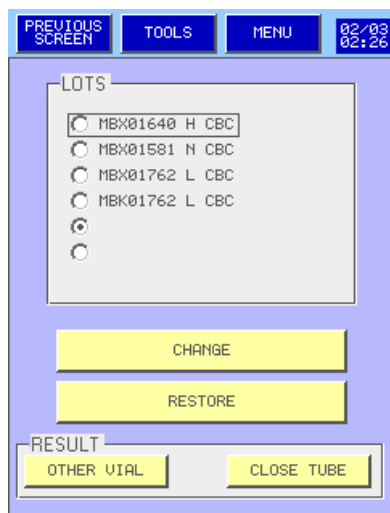 PREVIOUS SCREEN
TOOLS
MENU
02/03
02:26
LOTS
MBX01640 H CBC
MBX01581 N CBC
MBX01762 L CBC
MBK01762 L CBC
CHANGE
RESTORE
RESULT
OTHER VIAL
CLOSE TUBE